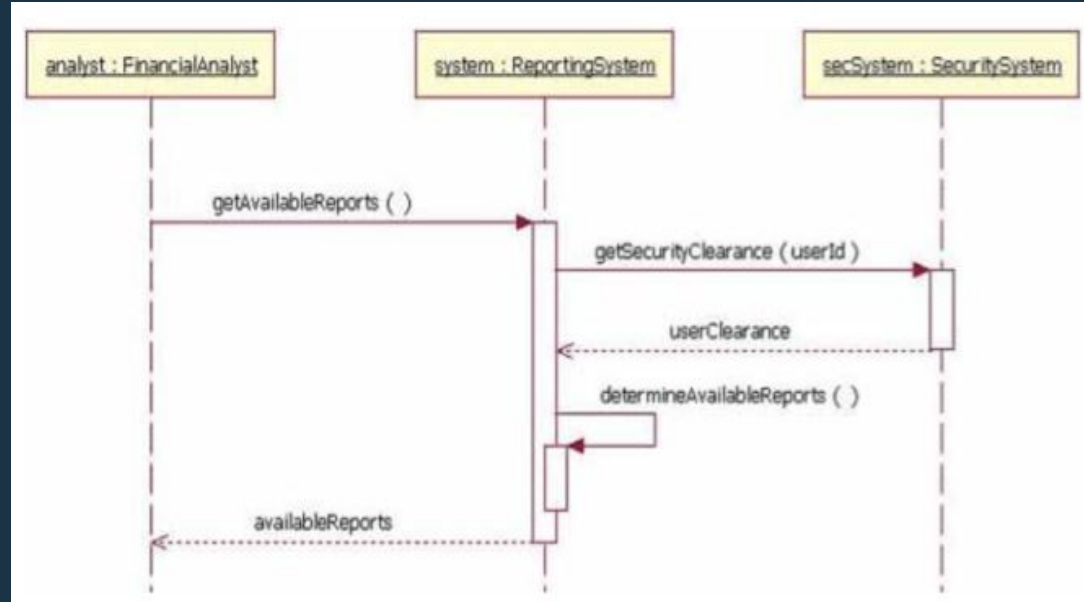 analyst : FinancialAnalyst
system : ReportingSystem
secSystem : SecuritySystem
getAvailableReports ( )
getSecurityClearance ( userId )
userClearance
determineAvailableReports ( )
availableReports